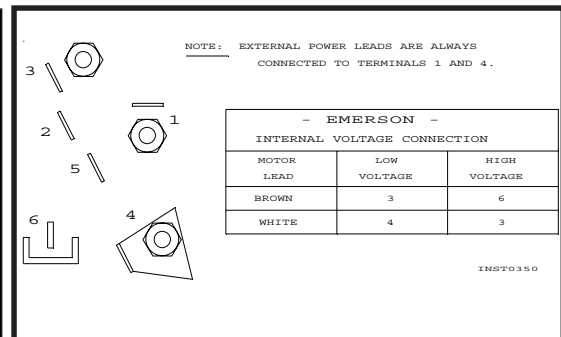 NOTE: EXTERNAL POWER LEADS ARE ALWAYS
CONNECTED TO TERMINALS 1 AND 4.
3
2
1
5
6
4
- EMERSON -
INTERNAL VOLTAGE CONNECTION
MOTOR LEAD LOW VOLTAGE HIGH VOLTAGE
BROWN 3 6
WHITE 4 3
INST0350